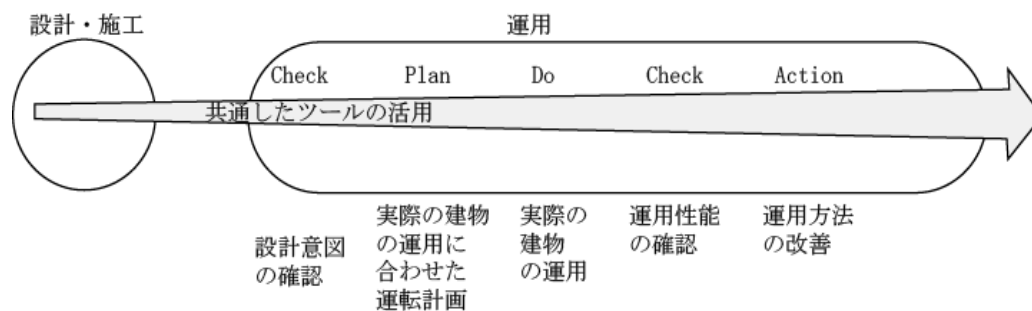 設計・施工
運用
Check
Plan
Do
Check
Action
共通したツールの活用
設計意図
の確認
実際の建物
の運用に
合わせた
運転計画
実際の
建物
の運用
運用性能
の確認
運用方法
の改善